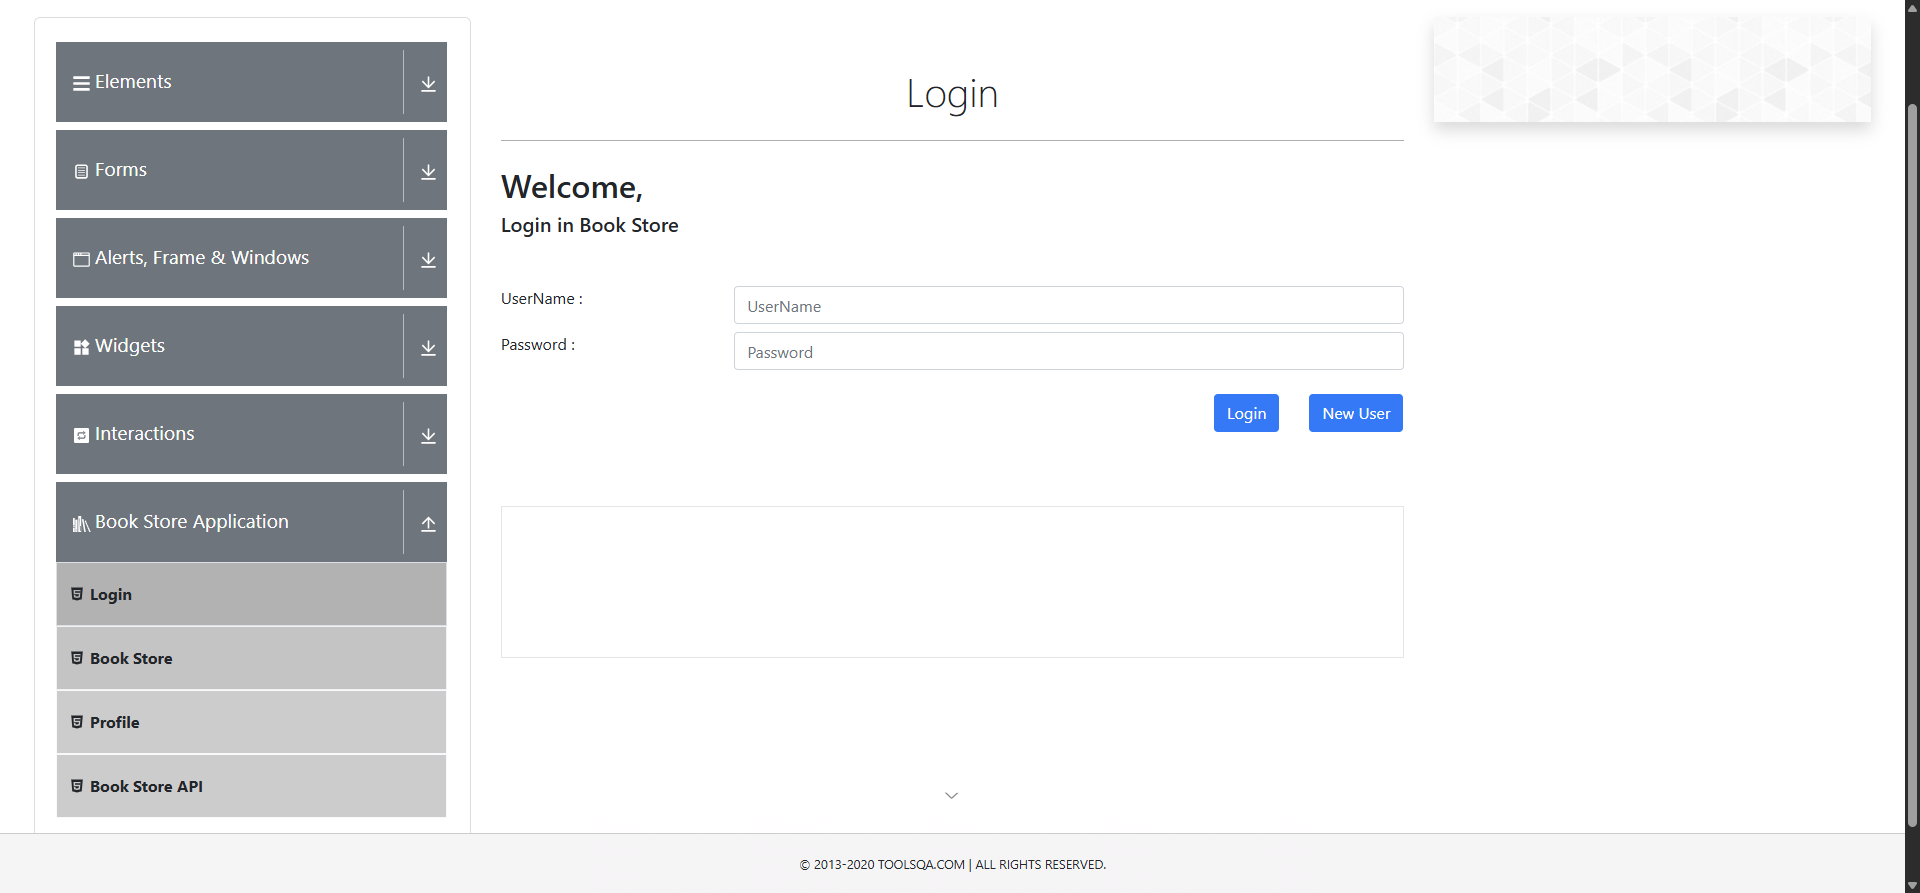 Elements
Forms
Alerts, Frame & Windows
Widgets
Interactions
Book Store Application
Login
Book Store
Profile
Book Store API
Login
Welcome,
Login in Book Store
UserName :
UserName
Password :
Password
Login
New User
© 2013-2020 TOOLSQA.COM | ALL RIGHTS RESERVED.